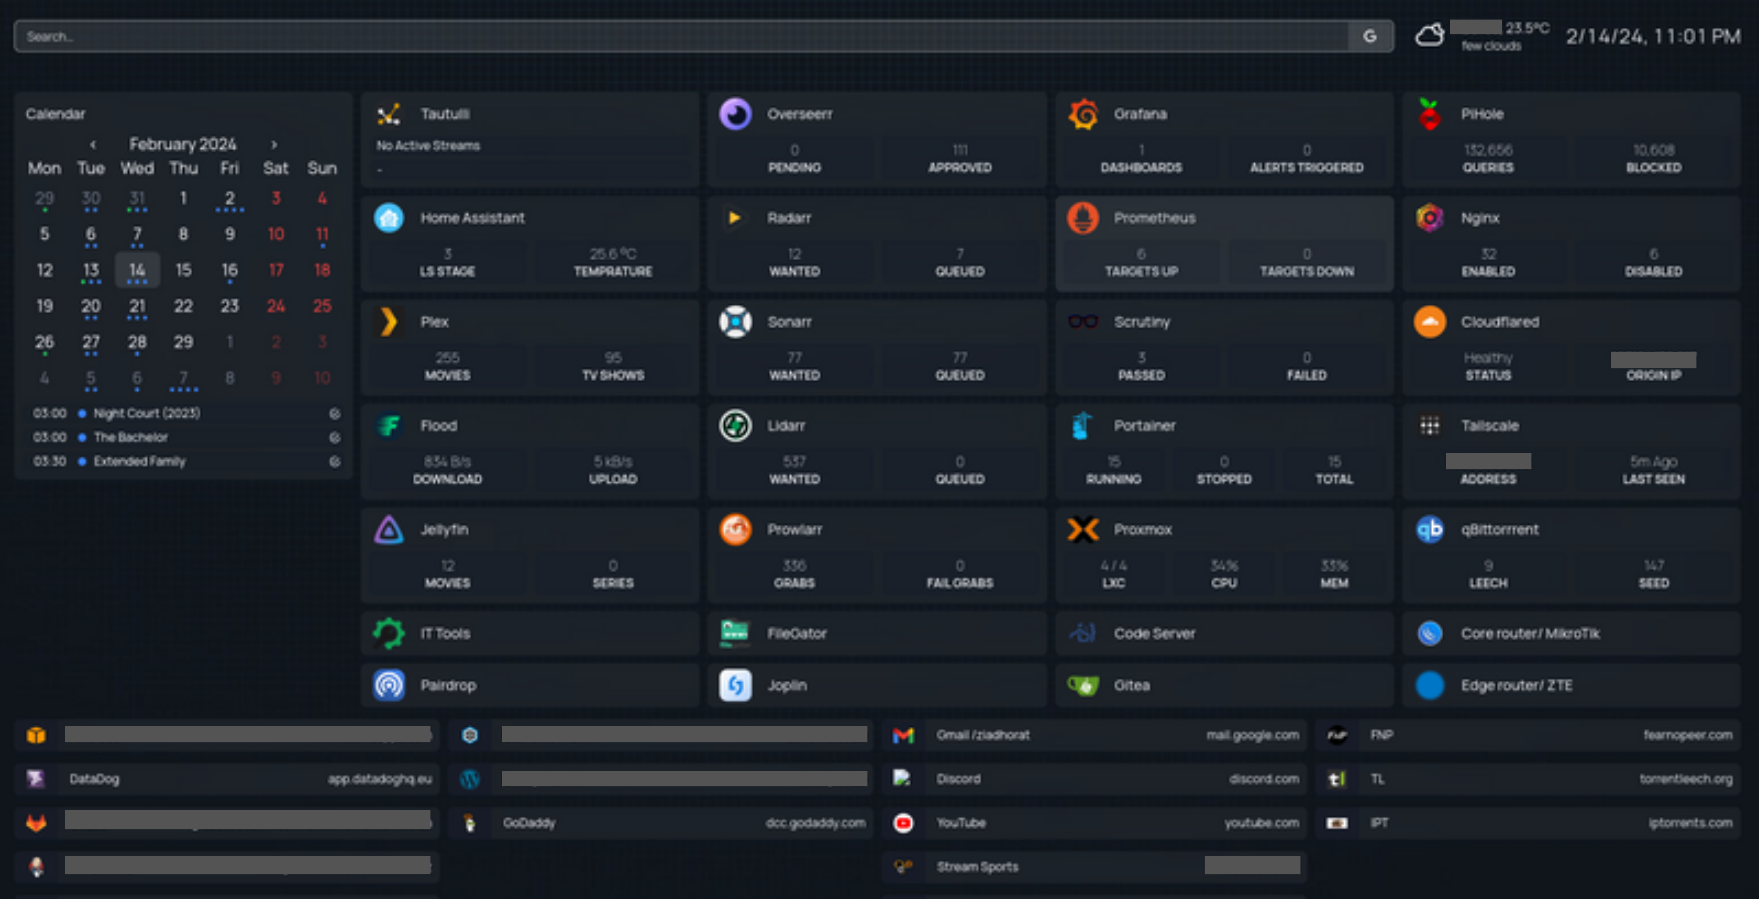 Search...
G
23.5°C
few clouds
2/14/24, 11:01 PM
Calendar
‹ February 2024 ›
Mon Tue Wed Thu Fri Sat Sun
29 30 31 1 2 3 4
5 6 7 8 9 10 11
12 13 14 15 16 17 18
19 20 21 22 23 24 25
26 27 28 29 1 2 3
4 5 6 7 8 9 10
03:00 Night Court (2023)
03:00 The Bachelor
03:30 Extended Family
Tautulli
No Active Streams
-
Overseerr
0 111
PENDING APPROVED
Grafana
1 0
DASHBOARDS ALERTS TRIGGERED
PiHole
132,656 10,608
QUERIES BLOCKED
Home Assistant
3 25.6 °C
LS STAGE TEMPRATURE
Radarr
12 7
WANTED QUEUED
Prometheus
6 0
TARGETS UP TARGETS DOWN
Nginx
32 6
ENABLED DISABLED
Plex
255 95
MOVIES TV SHOWS
Sonarr
77 77
WANTED QUEUED
Scrutiny
3 0
PASSED FAILED
Cloudflared
Healthy
STATUS ORIGIN IP
Flood
834 B/s 5 kB/s
DOWNLOAD UPLOAD
Lidarr
537 0
WANTED QUEUED
Portainer
15 0 15
RUNNING STOPPED TOTAL
Tailscale
5m Ago
ADDRESS LAST SEEN
Jellyfin
12 0
MOVIES SERIES
Prowlarr
336 0
GRABS FAIL GRABS
Proxmox
4 / 4 34% 33%
LXC CPU MEM
qb
qBittorrrent
9 147
LEECH SEED
IT Tools
FileGator
Code Server
Core router/ MikroTik
Pairdrop
Joplin
Gitea
Edge router/ ZTE
Gmail /ziadhorat mail.google.com
FNP fearnopeer.com
DataDog app.datadoghq.eu
Discord discord.com
tl TL torrentleech.org
GoDaddy dcc.godaddy.com
YouTube youtube.com
IPT iptorrents.com
Stream Sports